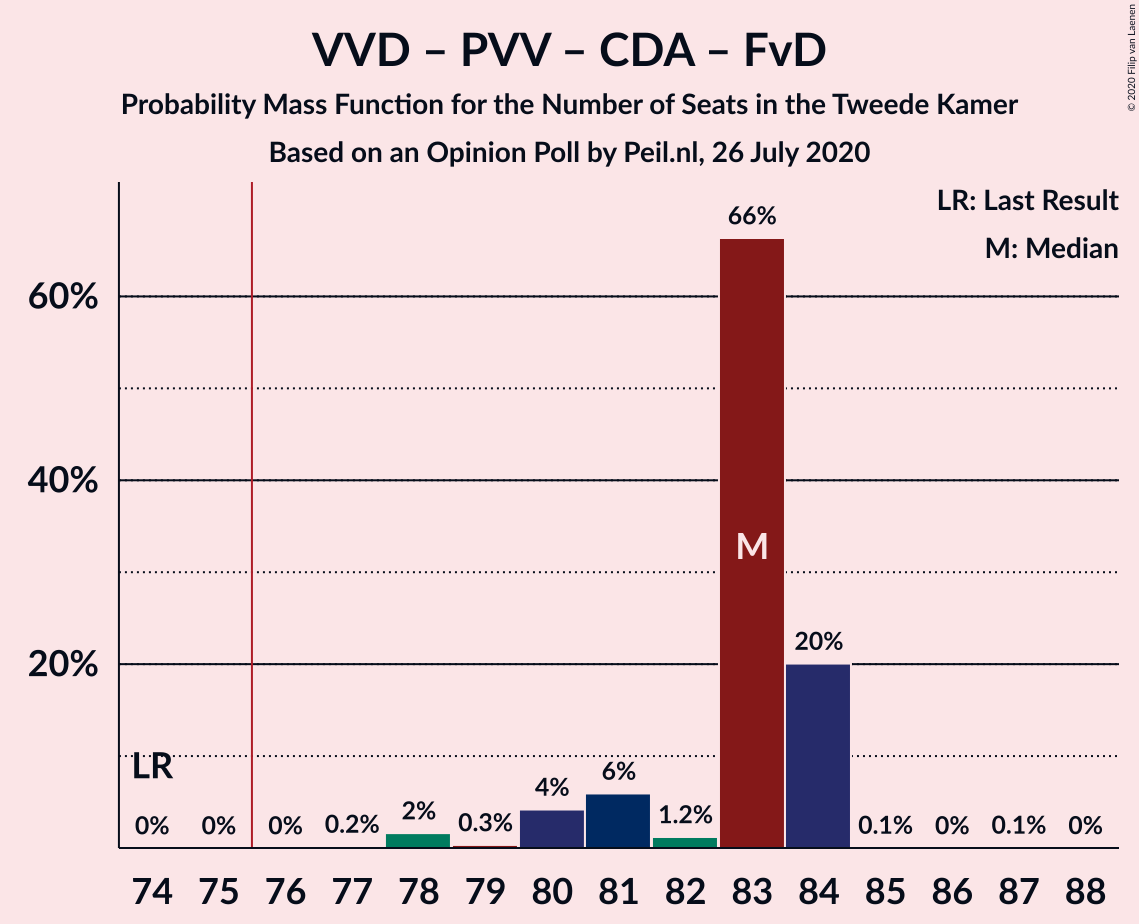 VVD – PVV – CDA – FvD
Probability Mass Function for the Number of Seats in the Tweede Kamer
Based on an Opinion Poll by Peil.nl, 26 July 2020
© 2020 Filip van Laenen
LR: Last Result
M: Median
66%
60%
40%
M
20%
20%
LR
0% 0% 0% 0.2% 2% 0.3% 4% 6% 1.2% 0.1% 0% 0.1% 0%
74 75 76 77 78 79 80 81 82 83 84 85 86 87 88